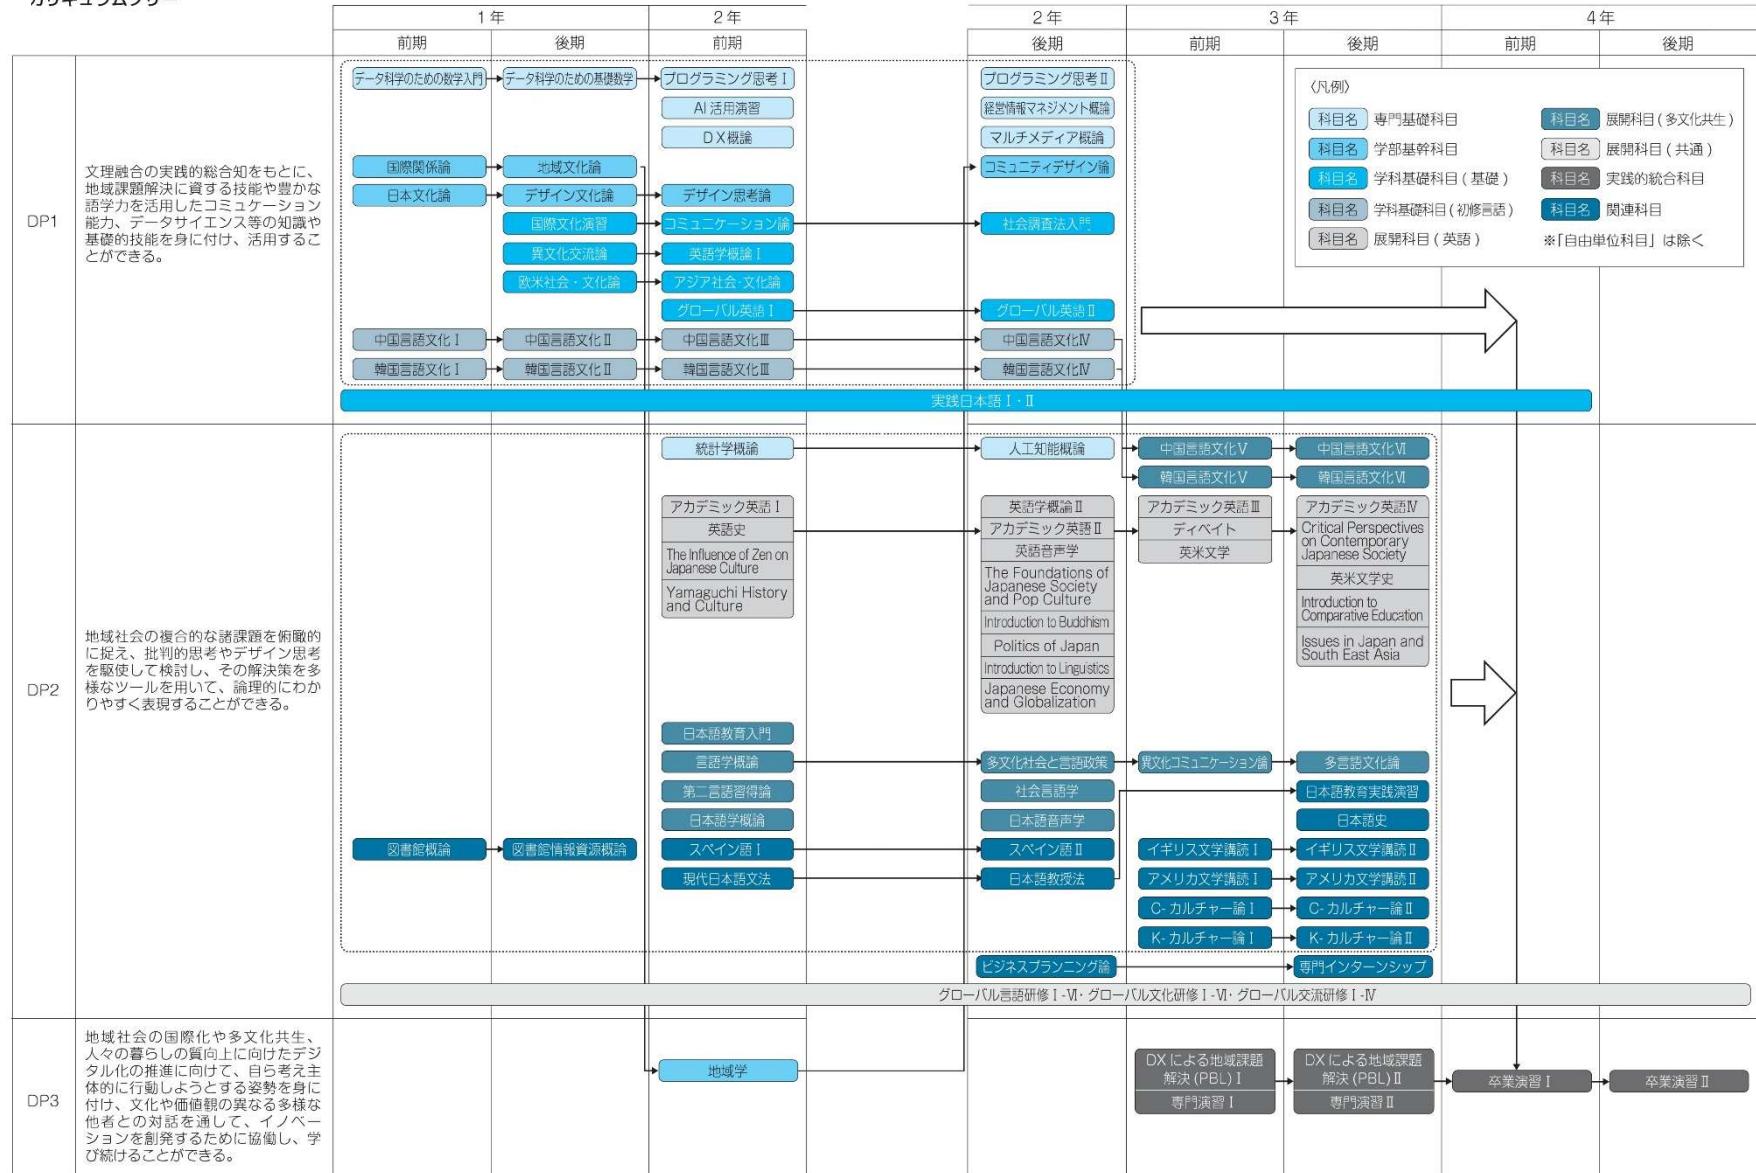 カリキュラムツリー
1年
2年
2年
3年
4年
前期
後期
前期
後期
前期
後期
前期
後期
DP1
文理融合の実践的総合知をもとに、
地域課題解決に資する技能や豊かな
語学力を活用したコミュケーション
能力、データサイエンス等の知識や
基礎的技能を身に付け、活用するこ
とができる。
データ科学のための数学入門
データ科学のための基礎数学
プログラミング思考Ⅰ
プログラミング思考Ⅱ
AI活用演習
経営情報マネジメント概論
DX概論
マルチメディア概論
国際関係論
地域文化論
コミュニティデザイン論
日本文化論
デザイン文化論
デザイン思考論
国際文化演習
コミュニケーション論
社会調査法入門
異文化交流論
英語学概論Ⅰ
欧米社会・文化論
アジア社会・文化論
グローバル英語Ⅰ
グローバル英語Ⅱ
中国言語文化Ⅰ
中国言語文化Ⅱ
中国言語文化Ⅲ
中国言語文化Ⅳ
韓国言語文化Ⅰ
韓国言語文化Ⅱ
韓国言語文化Ⅲ
韓国言語文化Ⅳ
実践日本語Ⅰ・Ⅱ
〈凡例〉
科目名 専門基礎科目
科目名 展開科目(多文化共生)
科目名 学部基幹科目
科目名 展開科目(共通)
科目名 学科基礎科目(基礎)
科目名 実践的統合科目
科目名 学科基礎科目(初修言語)
科目名 関連科目
科目名 展開科目(英語)
※「自由単位科目」は除く
DP2
地域社会の複合的な諸課題を俯瞰的
に捉え、批判的思考やデザイン思考
を駆使して検討し、その解決策を多
様なツールを用いて、論理的にわか
りやすく表現することができる。
統計学概論
人工知能概論
中国言語文化Ⅴ
中国言語文化Ⅵ
韓国言語文化Ⅴ
韓国言語文化Ⅵ
アカデミック英語Ⅰ
英語史
The Influence of Zen on
Japanese Culture
Yamaguchi History
and Culture
英語学概論Ⅱ
アカデミック英語Ⅱ
英語音声学
The Foundations of
Japanese Society
and Pop Culture
Introduction to Buddhism
Politics of Japan
Introduction to Linguistics
Japanese Economy
and Globalization
アカデミック英語Ⅲ
ディベイト
英米文学
アカデミック英語Ⅳ
Critical Perspectives
on Contemporary
Japanese Society
英米文学史
Introduction to
Comparative Education
Issues in Japan and
South East Asia
日本語教育入門
言語学概論
多文化社会と言語政策
異文化コミュニケーション論
多言語文化論
第二言語習得論
社会言語学
日本語教育実践演習
日本語学概論
日本語音声学
日本語史
図書館概論
図書館情報資源概論
スペイン語Ⅰ
スペイン語Ⅱ
イギリス文学講読Ⅰ
イギリス文学講読Ⅱ
現代日本語文法
日本語教授法
アメリカ文学講読Ⅰ
アメリカ文学講読Ⅱ
C-カルチャー論Ⅰ
C-カルチャー論Ⅱ
K-カルチャー論Ⅰ
K-カルチャー論Ⅱ
ビジネスプランニング論
専門インターンシップ
グローバル言語研修Ⅰ-Ⅵ・グローバル文化研修Ⅰ-Ⅵ・グローバル交流研修Ⅰ-Ⅳ
DP3
地域社会の国際化や多文化共生、
人々の暮らしの質向上に向けたデジ
タル化の推進に向けて、自ら考え主
体的に行動しようとする姿勢を身に
付け、文化や価値観の異なる多様な
他者との対話を通して、イノベー
ションを創発するために協働し、学
び続けることができる。
地域学
DXによる地域課題
解決(PBL)Ⅰ
専門演習Ⅰ
DXによる地域課題
解決(PBL)Ⅱ
専門演習Ⅱ
卒業演習Ⅰ
卒業演習Ⅱ